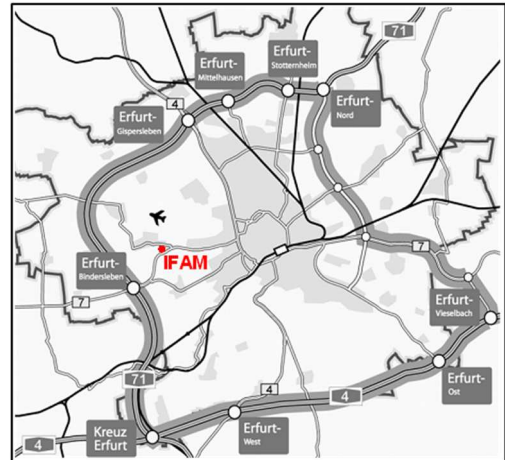 71
Erfurt-
Stotternheim
Erfurt-
Mittelhausen
4
Erfurt-
Nord
Erfurt-
Gispersleben
IFAM
7
Erfurt-
Bindersleben
7
Erfurt-
Vieselbach
71
4
4
Erfurt-
Ost
Kreuz
Erfurt
Erfurt-
West
4